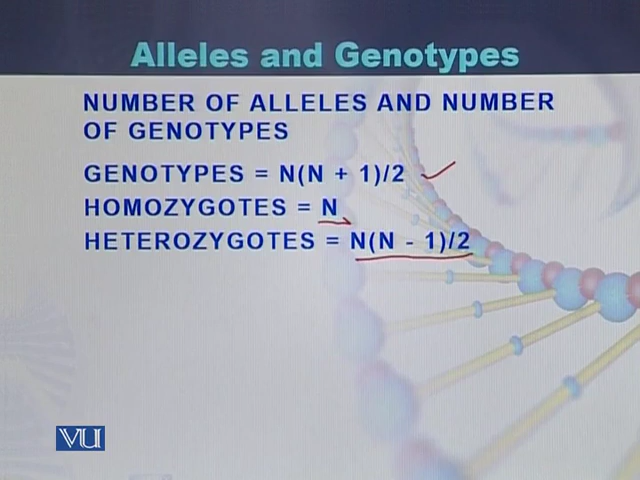 Alleles and Genotypes
NUMBER OF ALLELES AND NUMBER
OF GENOTYPES
GENOTYPES = N(N + 1)/2
HOMOZYGOTES = N
HETEROZYGOTES = N(N - 1)/2
VU